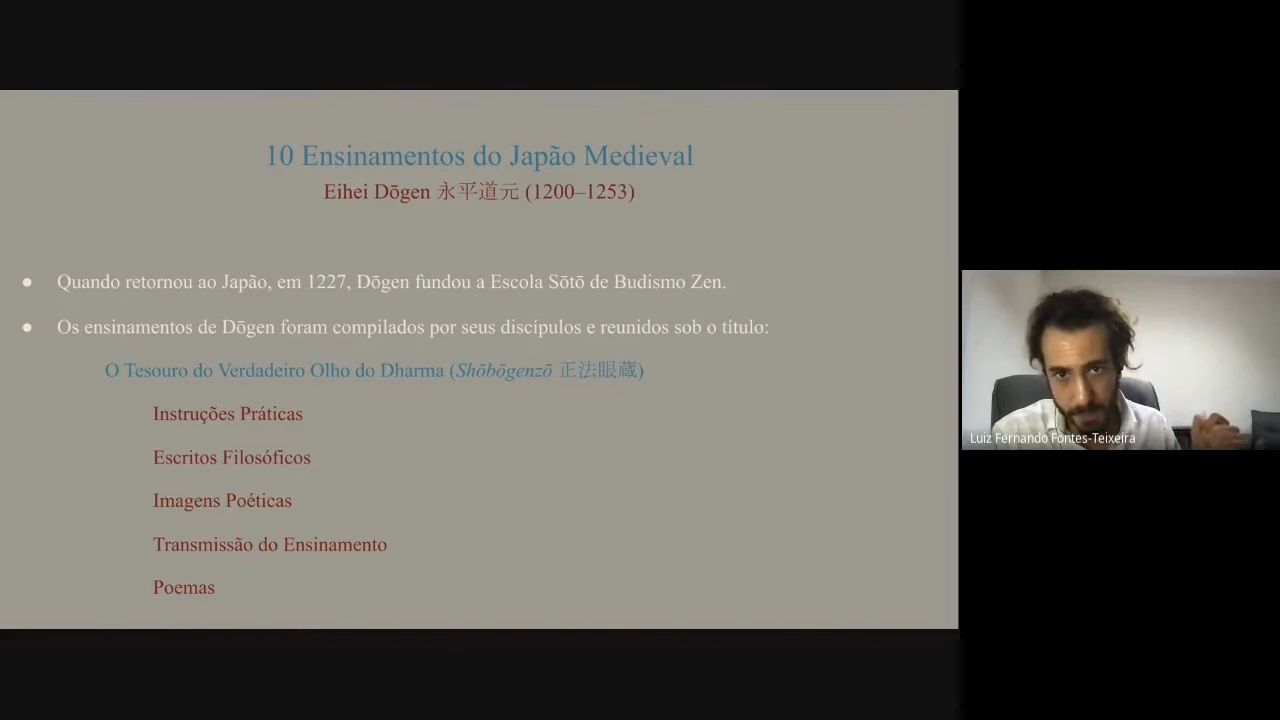 10 Ensinamentos do Japão Medieval
Eihei Dōgen 永平道元 (1200–1253)
● Quando retornou ao Japão, em 1227, Dōgen fundou a Escola Sōtō de Budismo Zen.
● Os ensinamentos de Dōgen foram compilados por seus discípulos e reunidos sob o título:
O Tesouro do Verdadeiro Olho do Dharma (Shōbōgenzō 正法眼蔵)
Instruções Práticas
Escritos Filosóficos
Imagens Poéticas
Transmissão do Ensinamento
Poemas
Luiz Fernando Fontes-Teixeira